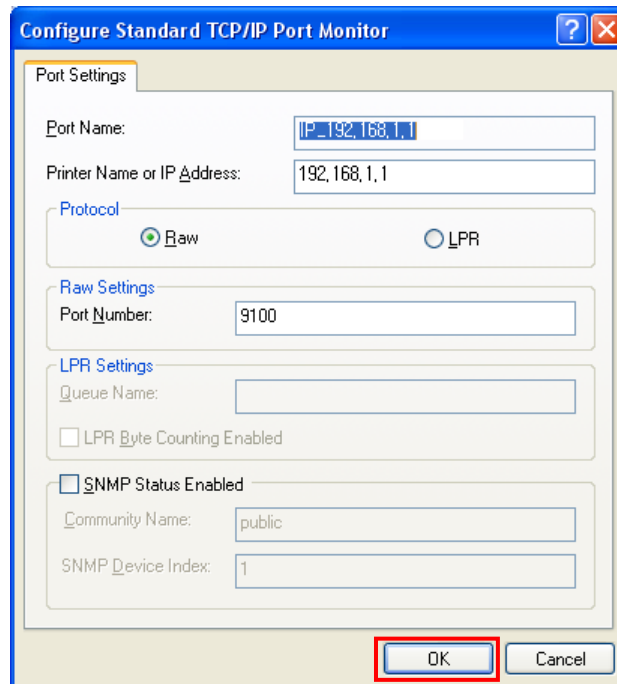 Configure Standard TCP/IP Port Monitor
Port Settings
Port Name: IP_192,168,1,1
Printer Name or IP Address: 192,168,1,1
Protocol
Raw LPR
Raw Settings
Port Number: 9100
LPR Settings
Queue Name:
LPR Byte Counting Enabled
SNMP Status Enabled
Community Name: public
SNMP Device Index: 1
OK Cancel